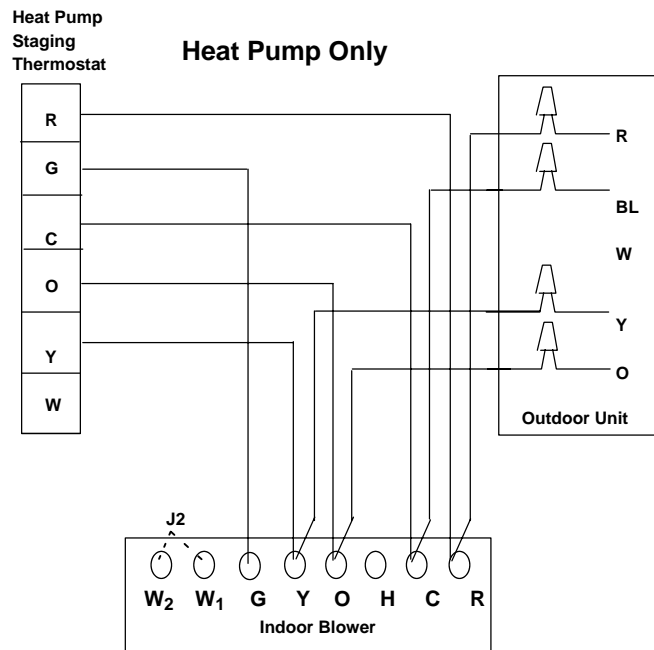 Heat Pump
Staging
Thermostat
Heat Pump Only
R
G
C
O
Y
W
R
BL
W
Y
O
Outdoor Unit
J2
W2 W1 G Y O H C R
Indoor Blower